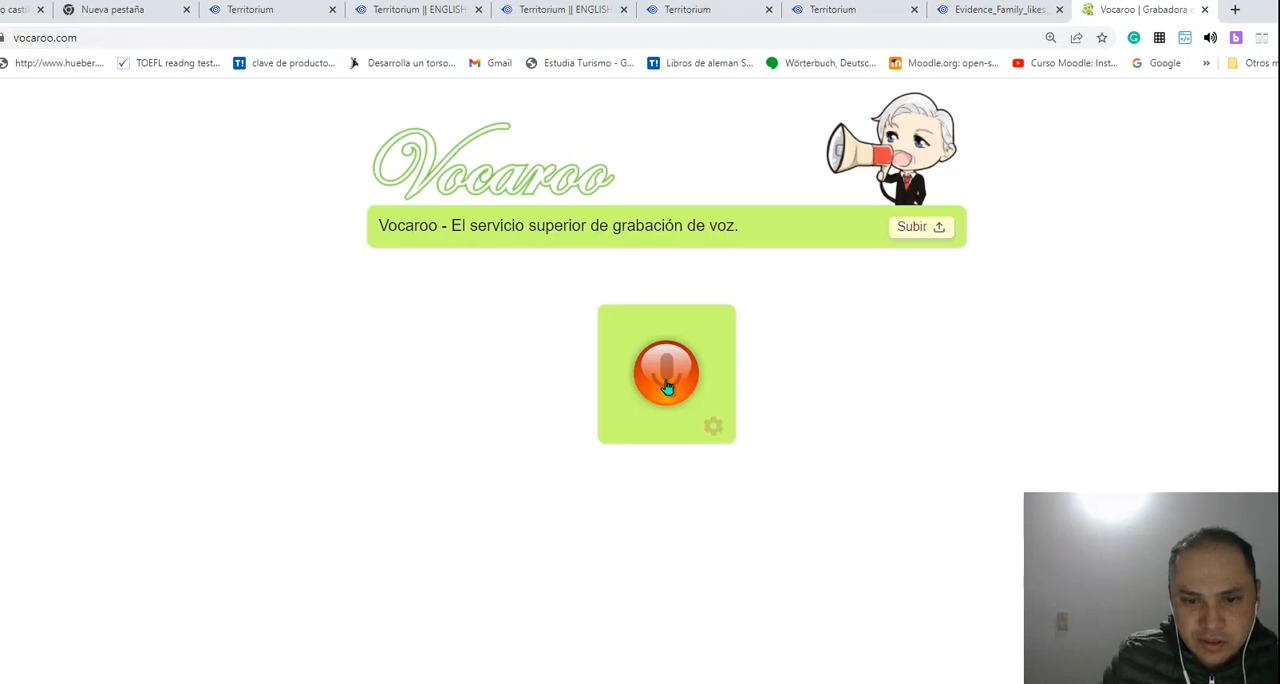 o casti
Nueva pestaña
Territorium
Territorium || ENGLISH
Territorium || ENGLISH
Territorium
Territorium
Evidence_Family_likes
Vocaroo | Grabadora
vocaroo.com
http://www.hueber....
TOEFL readng test...
clave de producto...
Desarrolla un torso...
Gmail
Estudia Turismo - G...
Libros de aleman S...
Wörterbuch, Deutsc...
Moodle.org: open-s...
Curso Moodle: Inst...
Google
»
Otros m
Vocaroo
Vocaroo - El servicio superior de grabación de voz.
Subir